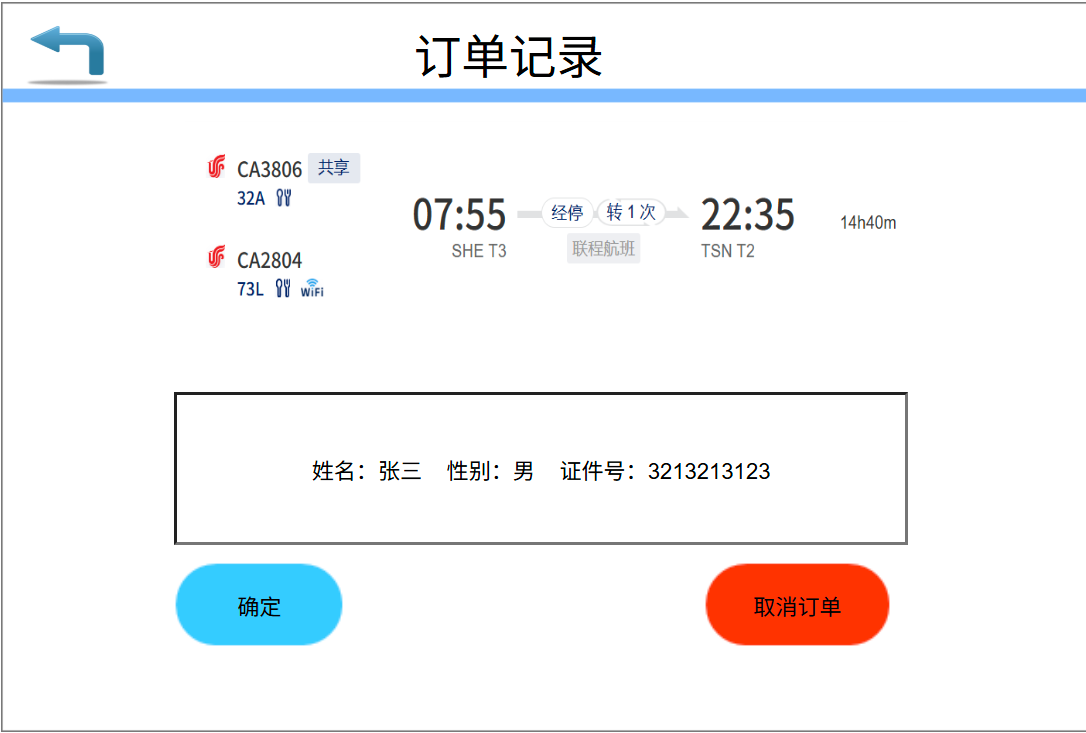 订单记录
CA3806 共享
32A
07:55 经停 转1次 22:35 14h40m
SHE T3 联程航班 TSN T2
CA2804
73L WiFi
姓名：张三 性别：男 证件号：3213213123
确定 取消订单